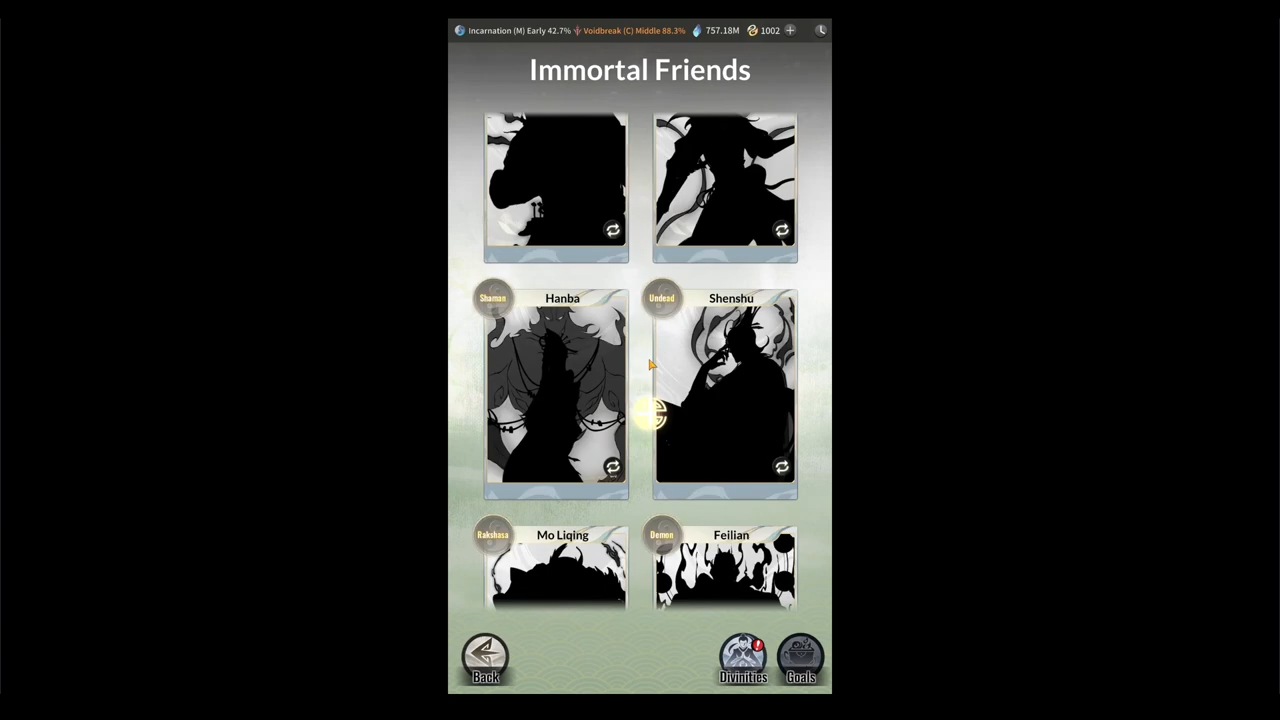 Incarnation (M) Early 42.7% Voidbreak (C) Middle 88.3% 757.18M 1002
Immortal Friends
Shaman Hanba
Undead Shenshu
Rakshasa Mo Liqing
Demon Feilian
Back
Divinities
Goals